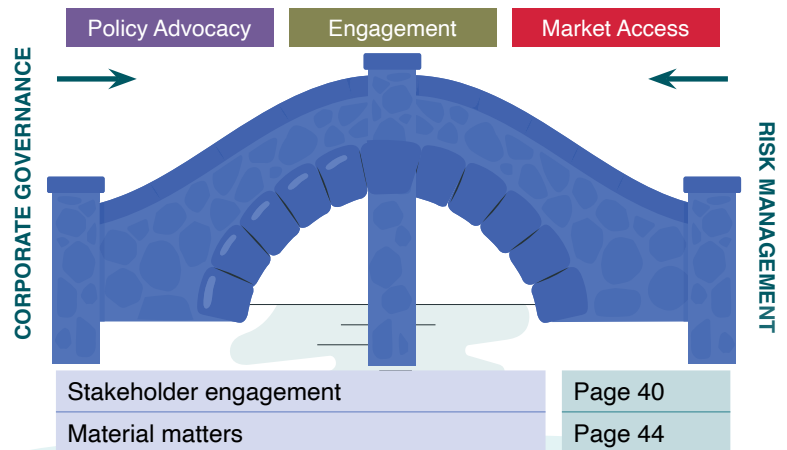 Policy Advocacy Engagement Market Access
CORPORATE GOVERNANCE
RISK MANAGEMENT
Stakeholder engagement Page 40
Material matters Page 44